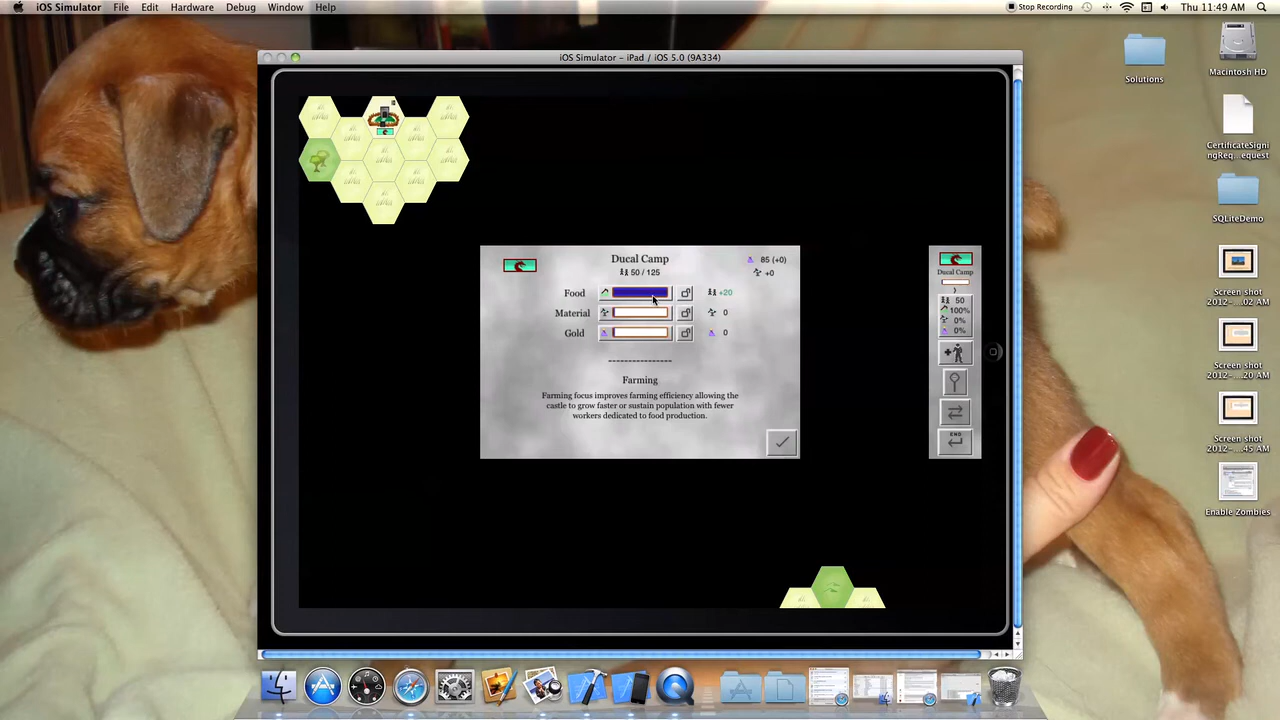 iOS Simulator File Edit Hardware Debug Window Help
Stop Recording Thu 11:49 AM
iOS Simulator - iPad / iOS 5.0 (9A334)
Solutions
Macintosh HD
CertificateSigni
ngReq...equest
SQLiteDemo
Screen shot
2012-...02 AM
Screen shot
2012-...20 AM
Screen shot
2012-...45 AM
Enable Zombies
Ducal Camp
50 / 125
85 (+0)
+0
Food
+20
Material
0
Gold
0
----------------
Farming
Farming focus improves farming efficiency allowing the
castle to grow faster or sustain population with fewer
workers dedicated to food production.
Ducal Camp
50
100%
0%
0%
END